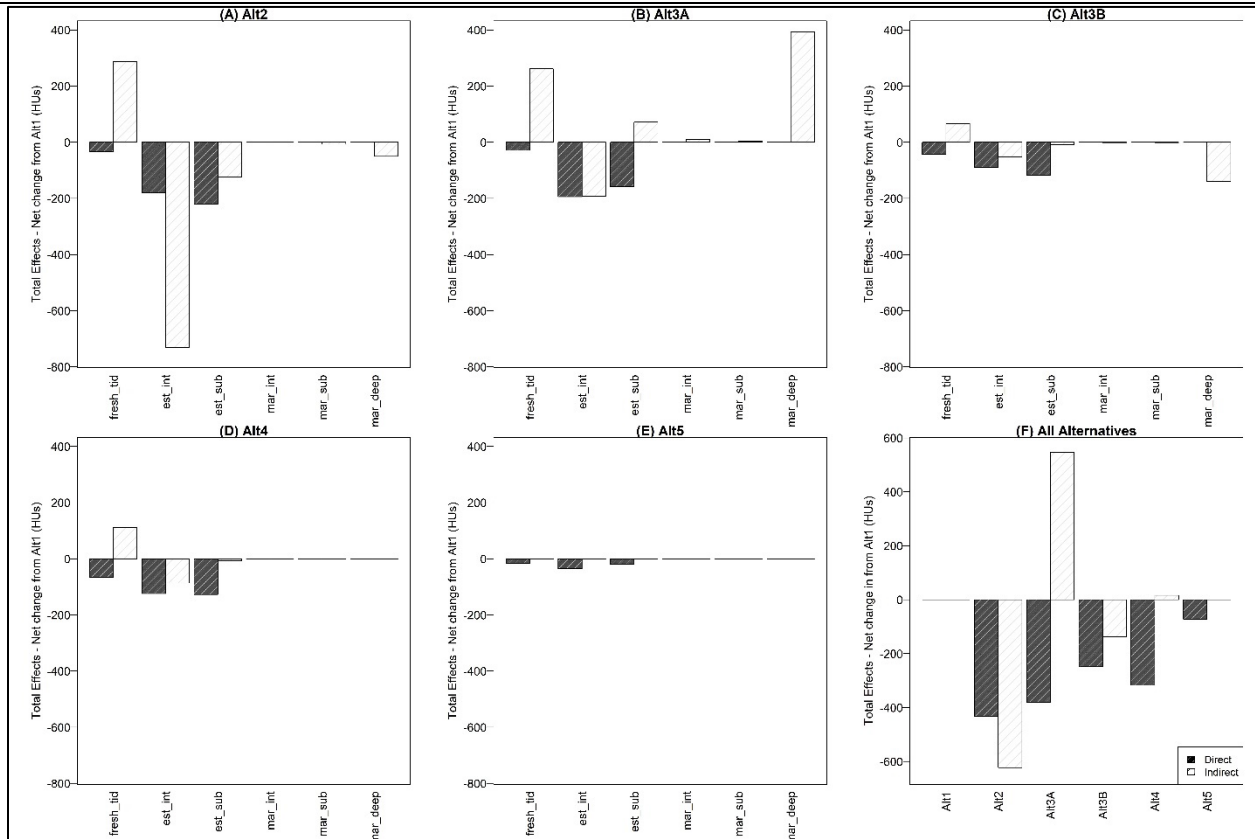 (A) Alt2
Total Effects - Net change from Alt1 (HUs)
400
200
0
-200
-400
-600
-800
fresh_tid
est_int
est_sub
mar_int
mar_sub
mar_deep
(B) Alt3A
Total Effects - Net change from Alt1 (HUs)
400
200
0
-200
-400
-600
-800
fresh_tid
est_int
est_sub
mar_int
mar_sub
mar_deep
(C) Alt3B
Total Effects - Net change from Alt1 (HUs)
400
200
0
-200
-400
-600
-800
fresh_tid
est_int
est_sub
mar_int
mar_sub
mar_deep
(D) Alt4
Total Effects - Net change from Alt1 (HUs)
400
200
0
-200
-400
-600
-800
fresh_tid
est_int
est_sub
mar_int
mar_sub
mar_deep
(E) Alt5
Total Effects - Net change from Alt1 (HUs)
400
200
0
-200
-400
-600
-800
fresh_tid
est_int
est_sub
mar_int
mar_sub
mar_deep
(F) All Alternatives
Total Effects - Net change in from Alt1 (HUs)
600
400
200
0
-200
-400
-600
Alt1
Alt2
Alt3A
Alt3B
Alt4
Alt5
Direct
Indirect